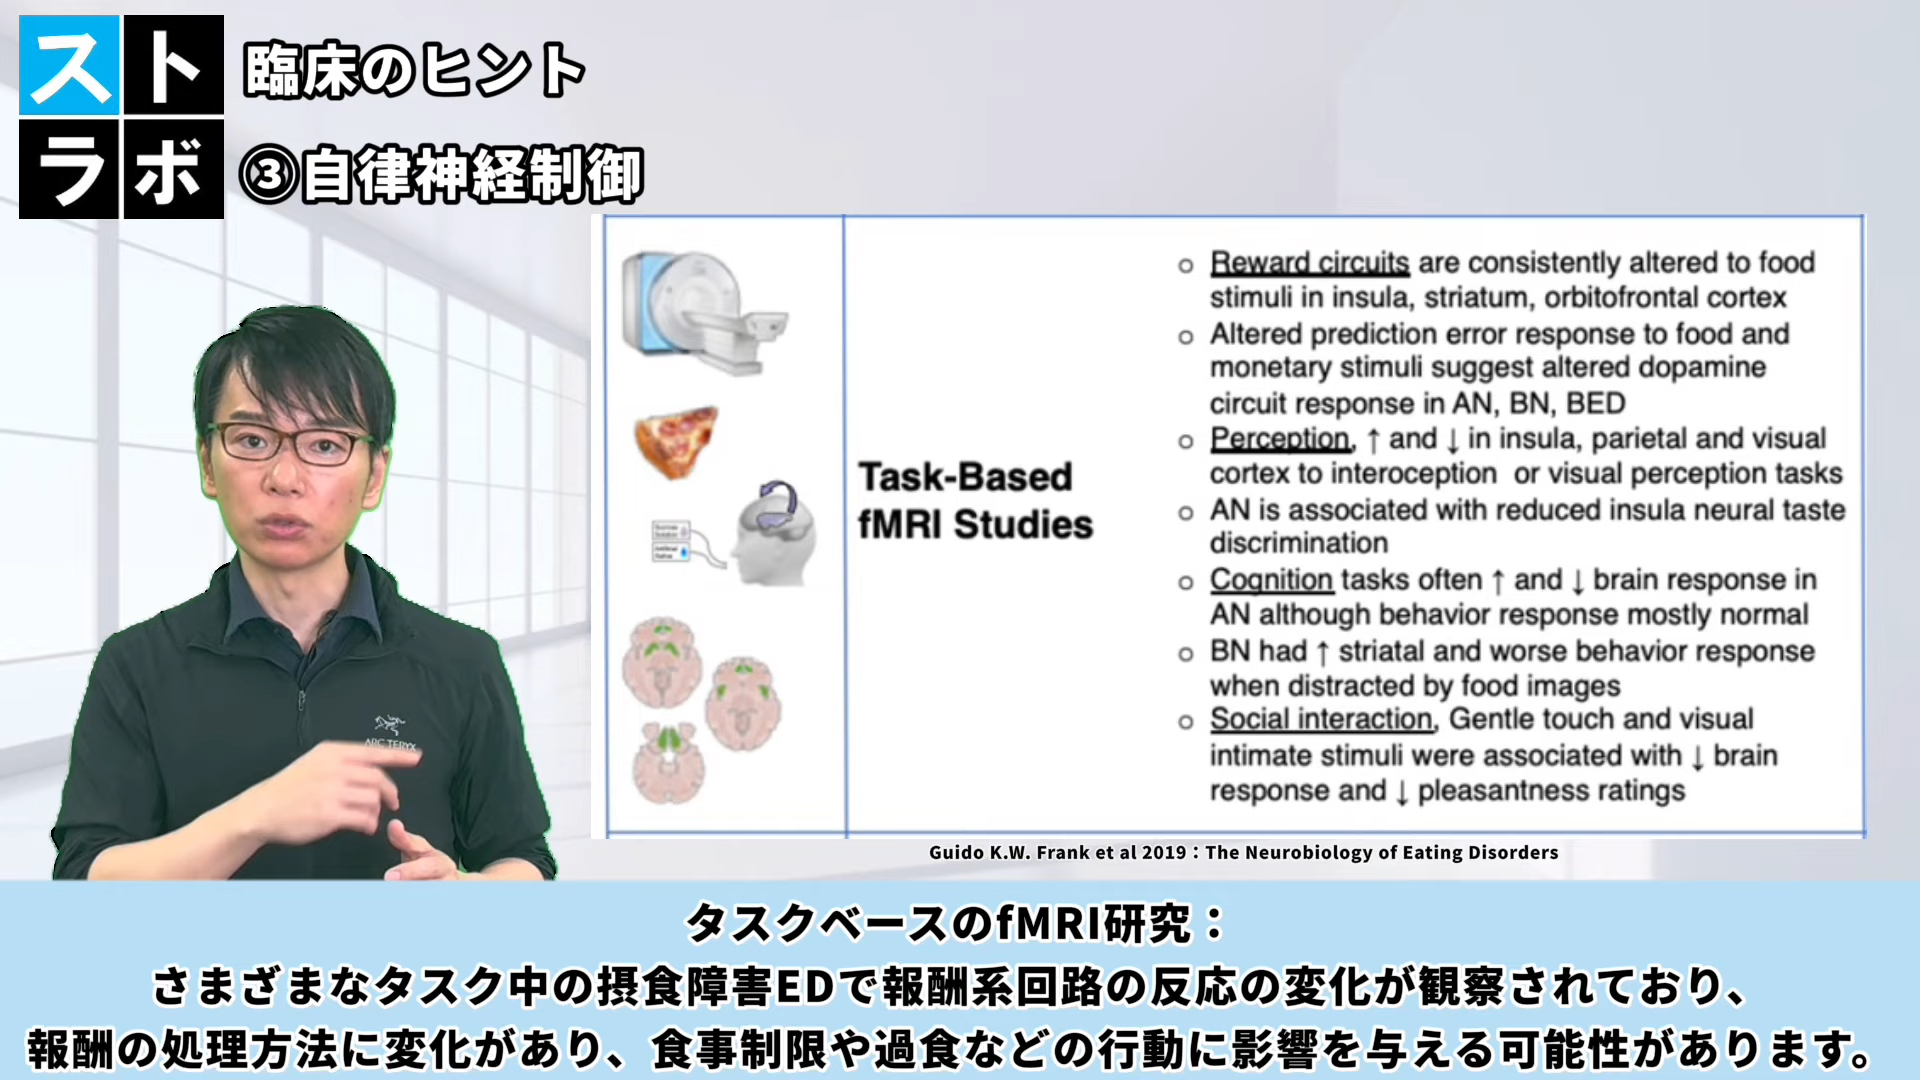 スト
ラボ
臨床のヒント
③自律神経制御
Task-Based
fMRI Studies
○ Reward circuits are consistently altered to food
stimuli in insula, striatum, orbitofrontal cortex
○ Altered prediction error response to food and
monetary stimuli suggest altered dopamine
circuit response in AN, BN, BED
○ Perception, ↑ and ↓ in insula, parietal and visual
cortex to interoception or visual perception tasks
○ AN is associated with reduced insula neural taste
discrimination
○ Cognition tasks often ↑ and ↓ brain response in
AN although behavior response mostly normal
○ BN had ↑ striatal and worse behavior response
when distracted by food images
○ Social interaction, Gentle touch and visual
intimate stimuli were associated with ↓ brain
response and ↓ pleasantness ratings
ARC'TERYX
Guido K.W. Frank et al 2019：The Neurobiology of Eating Disorders
タスクベースのfMRI研究：
さまざまなタスク中の摂食障害EDで報酬系回路の反応の変化が観察されており、
報酬の処理方法に変化があり、食事制限や過食などの行動に影響を与える可能性があります。